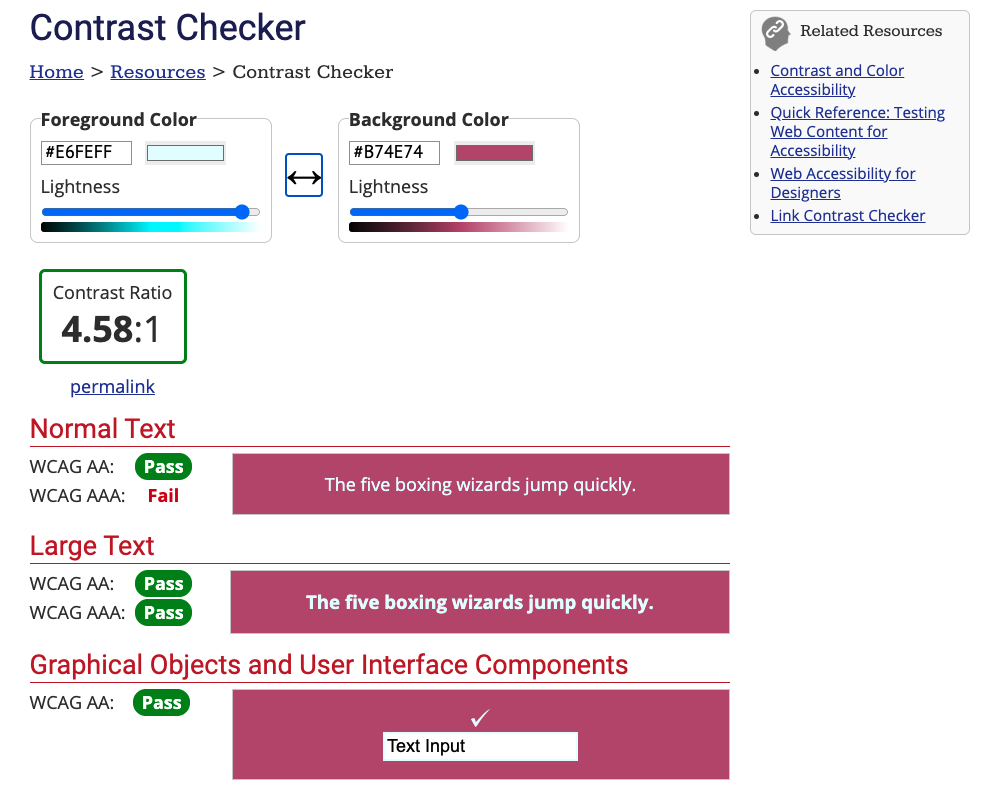 Contrast Checker
Home > Resources > Contrast Checker
Foreground Color
#E6FEFF
Lightness
Background Color
#B74E74
Lightness
Contrast Ratio
4.58:1
permalink
Normal Text
WCAG AA: Pass
WCAG AAA: Fail
The five boxing wizards jump quickly.
Large Text
WCAG AA: Pass
WCAG AAA: Pass
The five boxing wizards jump quickly.
Graphical Objects and User Interface Components
WCAG AA: Pass
Text Input
Related Resources
Contrast and Color
Accessibility
Quick Reference: Testing
Web Content for
Accessibility
Web Accessibility for
Designers
Link Contrast Checker